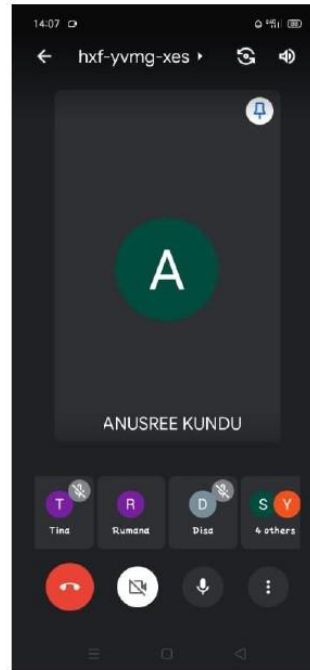 14:07
hxf-yvmg-xes
A
ANUSREE KUNDU
T R D S Y
Tina Rumana Disa 4 others